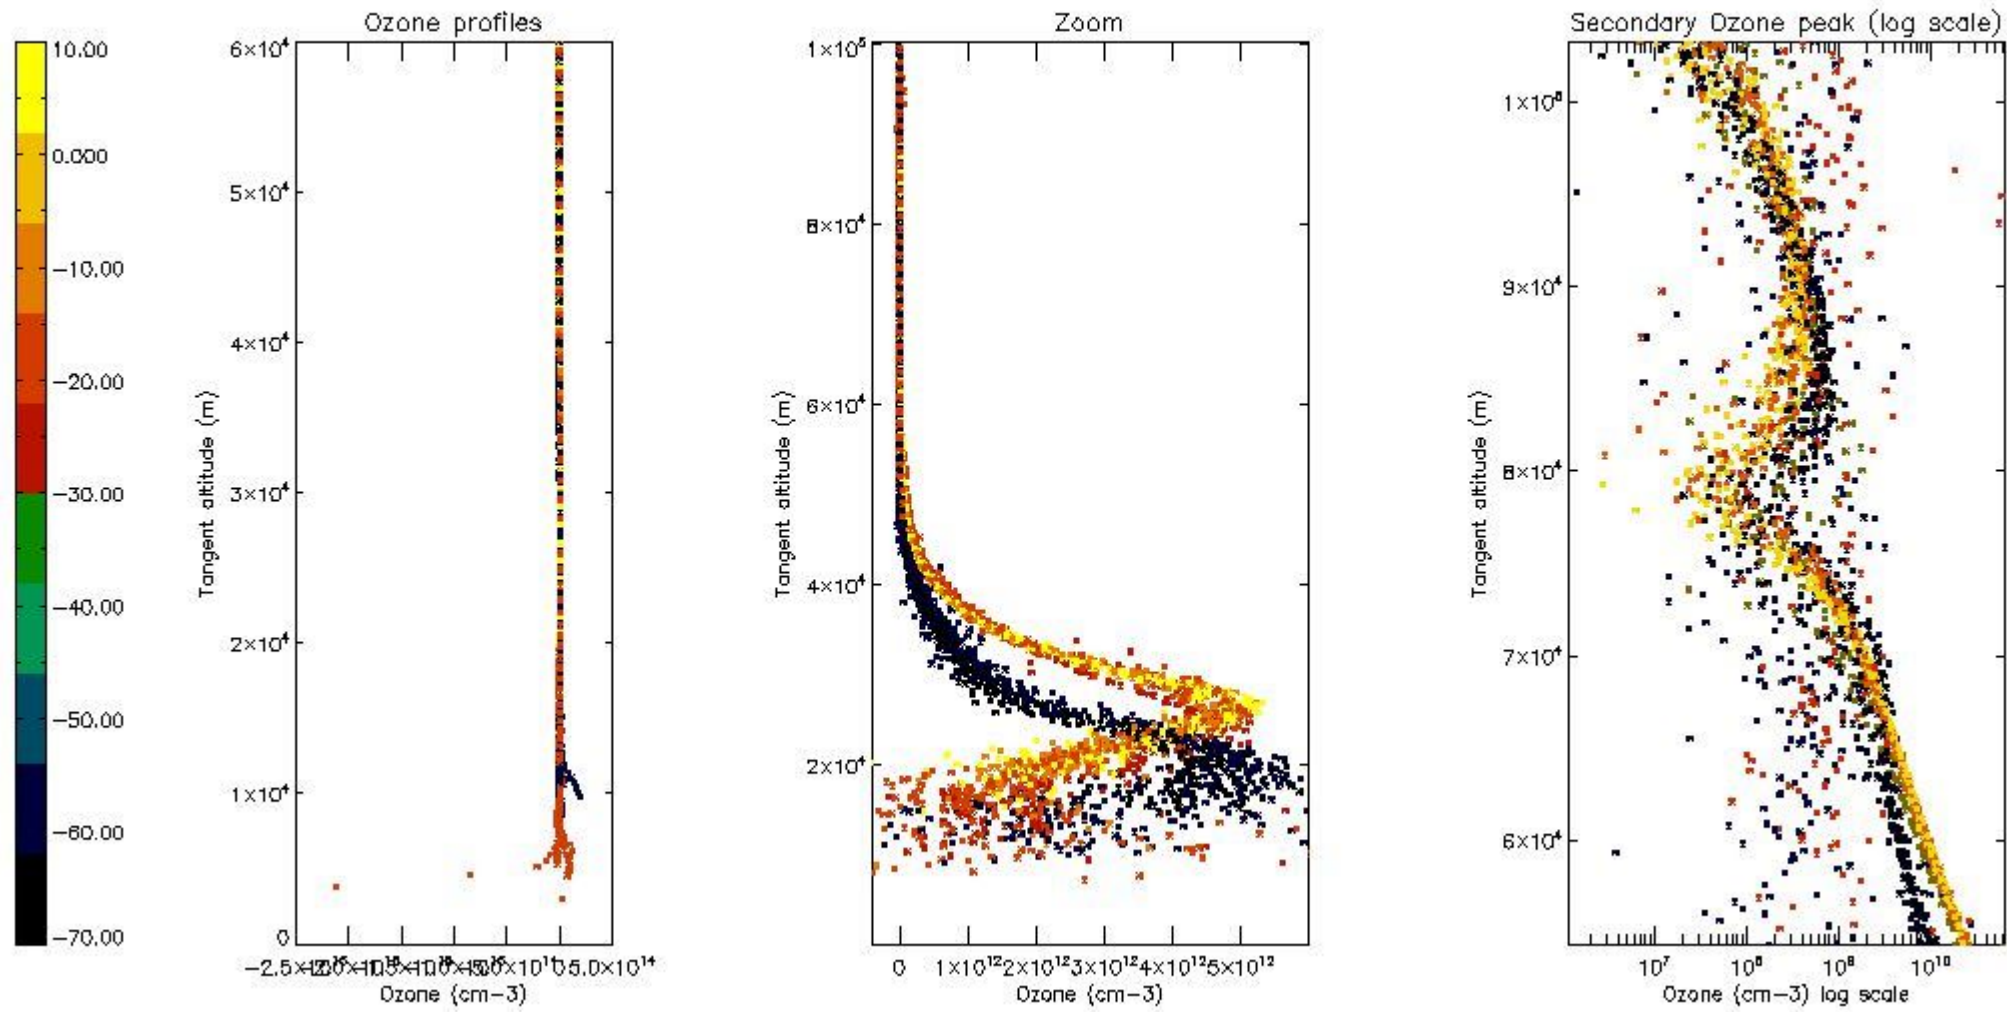 Ozone profiles
Zoom
Secondary Ozone peak (log scale)
10.00
0.000
−10.00
−20.00
−30.00
−40.00
−50.00
−60.00
−70.00
6×10⁴
5×10⁴
4×10⁴
3×10⁴
2×10⁴
1×10⁴
0
Tangent altitude (m)
5.0×10¹⁴
Ozone (cm−3)
1×10⁵
8×10⁴
6×10⁴
4×10⁴
2×10⁴
Tangent altitude (m)
0 1×10¹² 2×10¹² 3×10¹² 4×10¹² 5×10¹²
Ozone (cm−3)
1×10⁵
9×10⁴
8×10⁴
7×10⁴
6×10⁴
Tangent altitude (m)
10⁷ 10⁸ 10⁹ 10¹⁰
Ozone (cm−3) log scale